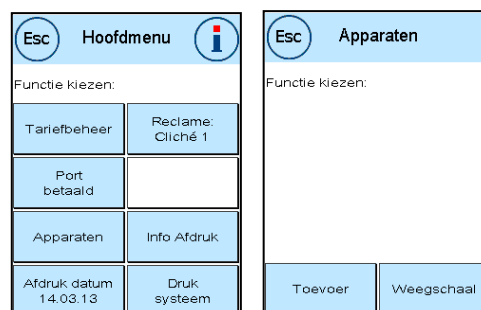 Esc
Hoofdmenu
i
Functie kiezen:
Tariefbeheer
Reclame:
Cliché 1
Port
betaald
Apparaten
Info Afdruk
Afdruk datum
14.03.13
Druk
systeem
Esc
Apparaten
Functie kiezen:
Toevoer
Weegschaal